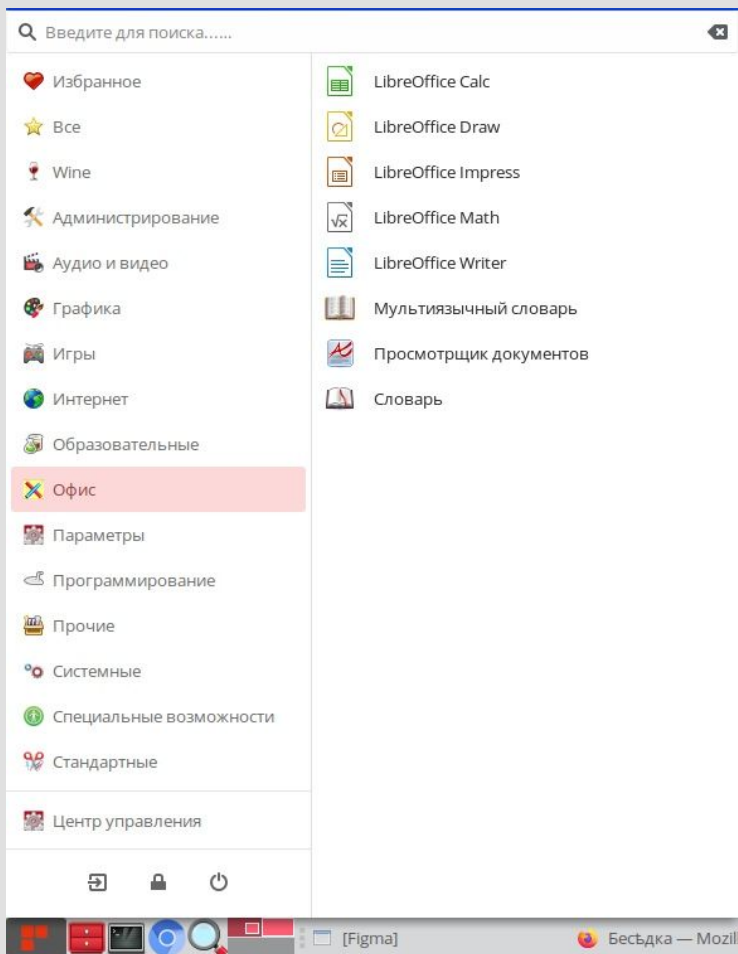 Введите для поиска......
Избранное
Все
Wine
Администрирование
Аудио и видео
Графика
Игры
Интернет
Образовательные
Офис
Параметры
Программирование
Прочие
Системные
Специальные возможности
Стандартные
Центр управления
LibreOffice Calc
LibreOffice Draw
LibreOffice Impress
LibreOffice Math
LibreOffice Writer
Мультиязычный словарь
Просмотрщик документов
Словарь
[Figma]
Бесѣдка — Mozil